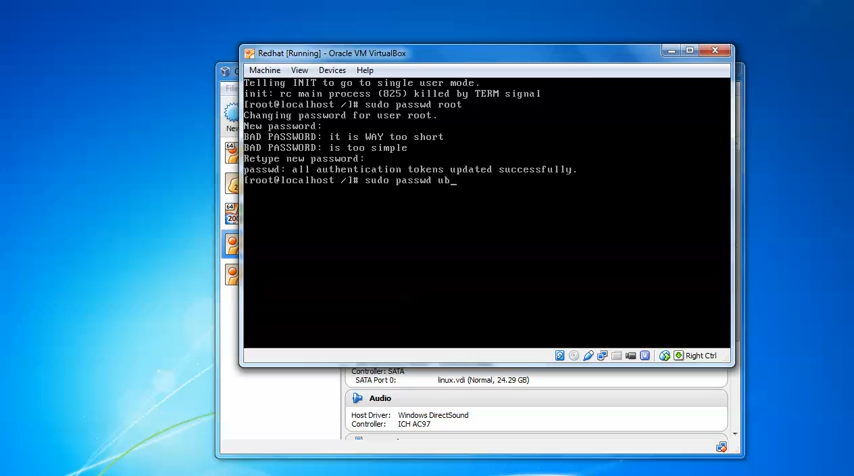 Redhat [Running] - Oracle VM VirtualBox
Machine View Devices Help
Telling INIT to go to single user mode.
init: rc main process (825) killed by TERM signal
[root@localhost /]# sudo passwd root
Changing password for user root.
New password:
BAD PASSWORD: it is WAY too short
BAD PASSWORD: is too simple
Retype new password:
passwd: all authentication tokens updated successfully.
[root@localhost /]# sudo passwd ub_
Right Ctrl
New
64
64
200
Controller: SATA
SATA Port 0: linux.vdi (Normal, 24.29 GB)
Audio
Host Driver: Windows DirectSound
Controller: ICH AC97